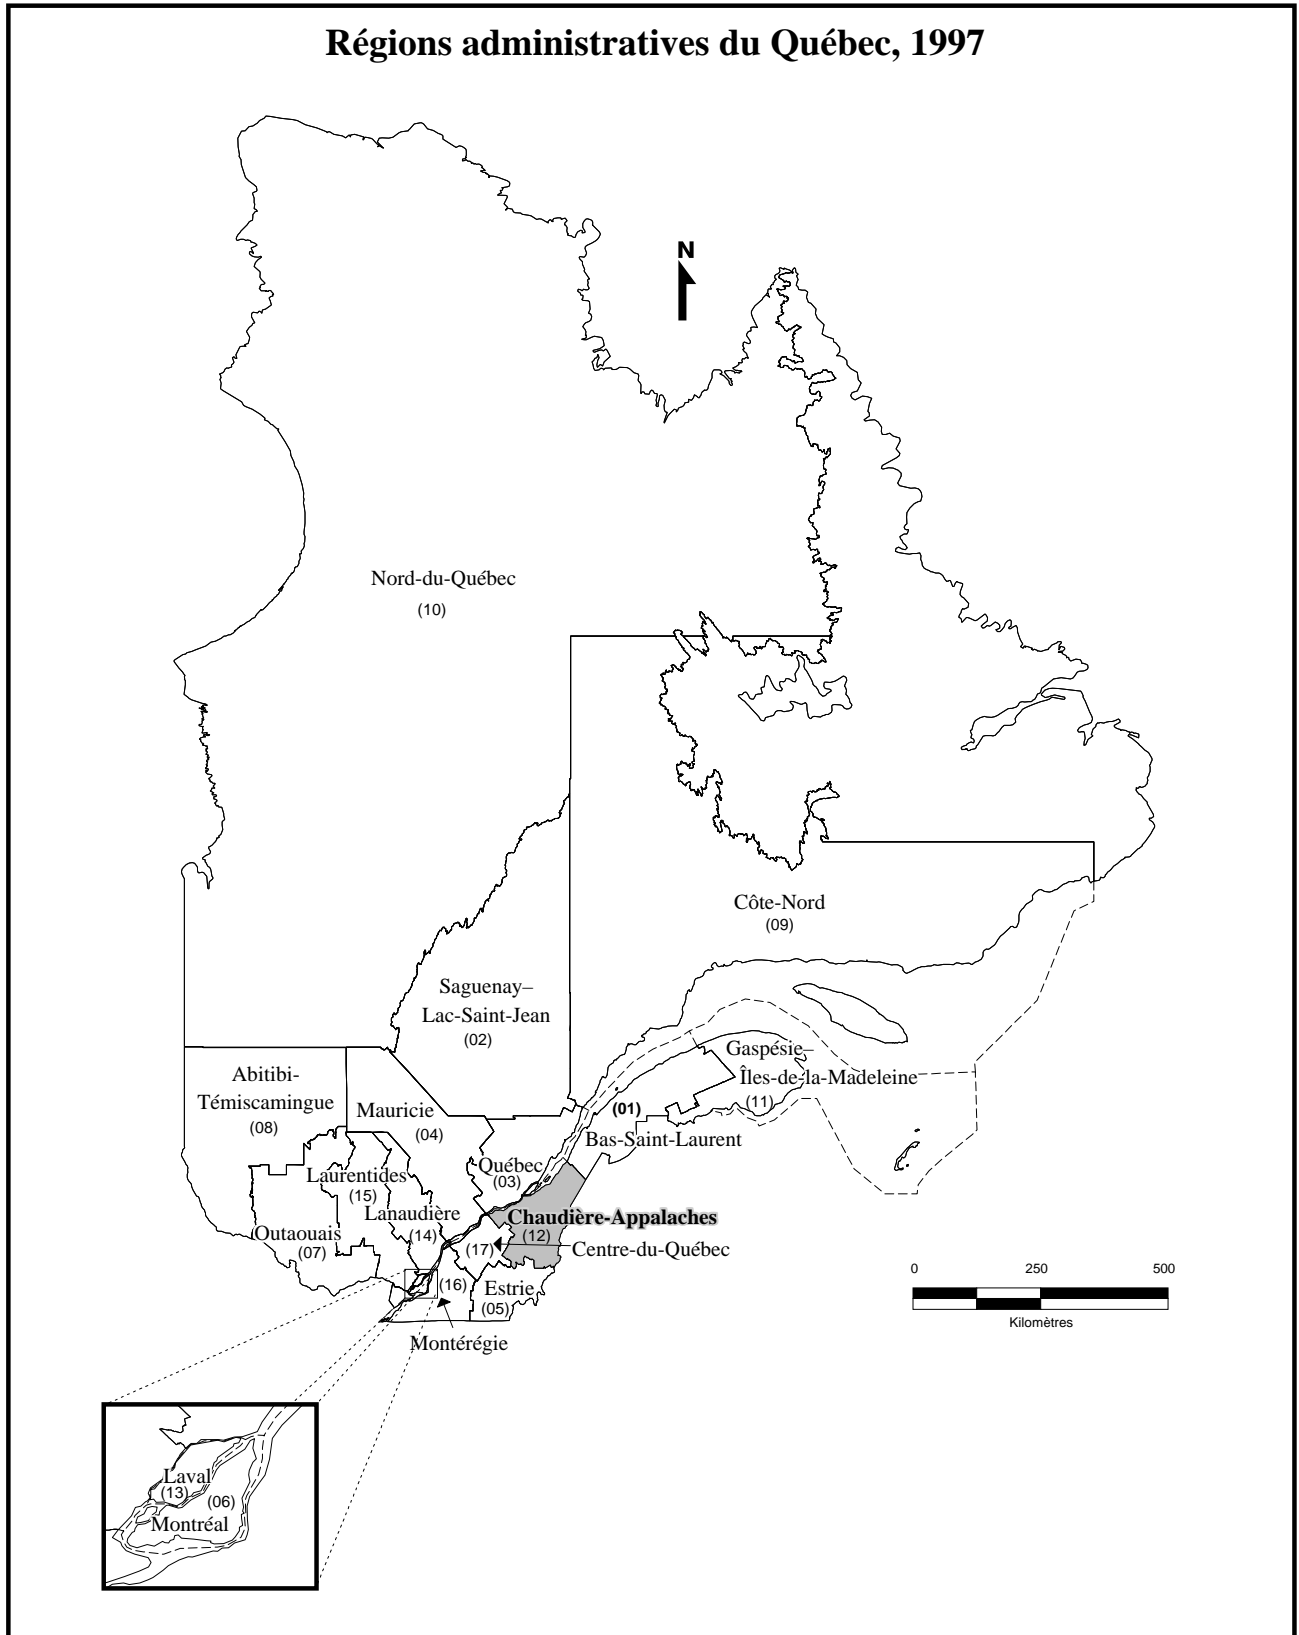 Régions administratives du Québec, 1997
N
Nord-du-Québec
(10)
Côte-Nord
(09)
Saguenay–
Lac-Saint-Jean
(02)
Gaspésie–
Îles-de-la-Madeleine
(11)
Abitibi-
Témiscamingue
(08)
Mauricie
(04)
(01)
Bas-Saint-Laurent
Québec
(03)
Laurentides
(15)
Lanaudière
(14)
Chaudière-Appalaches
(12)
Outaouais
(07)
(17)
Centre-du-Québec
(16)
Estrie
(05)
Montérégie
0 250 500
Kilomètres
Laval
(13)
(06)
Montréal